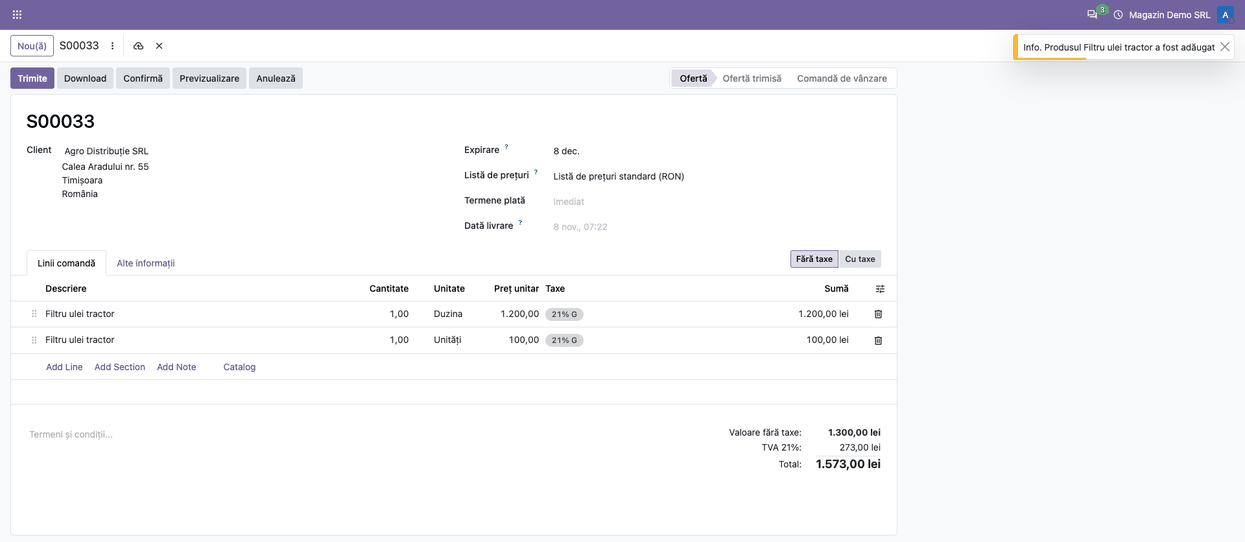 3 Magazin Demo SRL A
Nou(ă) S00033
Info. Produsul Filtru ulei tractor a fost adăugat
Trimite Download Confirmă Previzualizare Anulează Ofertă Ofertă trimisă Comandă de vânzare
S00033
Client Agro Distribuție SRL
Calea Aradului nr. 55
Timișoara
România
Expirare ? 8 dec.
Listă de prețuri ? Listă de prețuri standard (RON)
Termene plată Imediat
Dată livrare ? 8 nov., 07:22
Linii comandă Alte informații Fără taxe Cu taxe
Descriere Cantitate Unitate Preț unitar Taxe Sumă
Filtru ulei tractor 1,00 Duzina 1.200,00 21% G 1.200,00 lei
Filtru ulei tractor 1,00 Unități 100,00 21% G 100,00 lei
Add Line Add Section Add Note Catalog
Termeni și condiții...
Valoare fără taxe: 1.300,00 lei
TVA 21%: 273,00 lei
Total: 1.573,00 lei